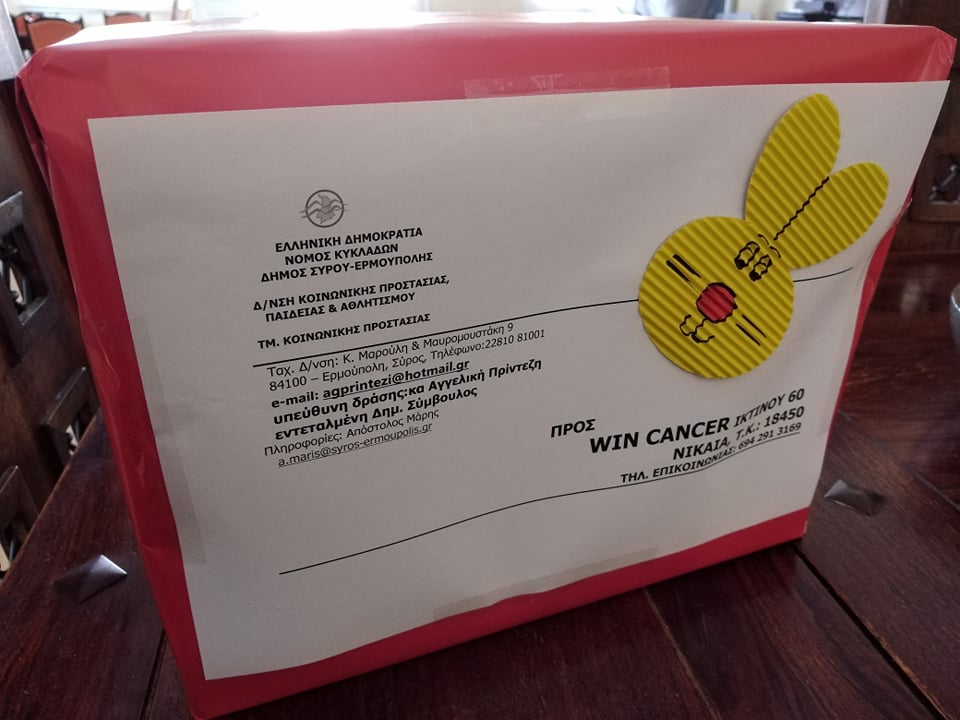 ΕΛΛΗΝΙΚΗ ΔΗΜΟΚΡΑΤΙΑ
ΝΟΜΟΣ ΚΥΚΛΑΔΩΝ
ΔΗΜΟΣ ΣΥΡΟΥ-ΕΡΜΟΥΠΟΛΗΣ
Δ/ΝΣΗ ΚΟΙΝΩΝΙΚΗΣ ΠΡΟΣΤΑΣΙΑΣ,
ΠΑΙΔΕΙΑΣ & ΑΘΛΗΤΙΣΜΟΥ
ΤΜ. ΚΟΙΝΩΝΙΚΗΣ ΠΡΟΣΤΑΣΙΑΣ
Ταχ. Δ/νση: Κ. Μαρούλη & Μαυρομουστάκη 9
84100 – Ερμούπολη, Σύρος, Τηλέφωνο:22810 81001
e-mail: agprintezi@hotmail.gr
υπεύθυνη δράσης:κα Αγγελική Πρίντεζη
εντεταλμένη Δημ. Σύμβουλος
Πληροφορίες: Απόστολος Μάρης
a.maris@syros-ermoupolis.gr
ΠΡΟΣ
WIN CANCER ΙΚΤΙΝΟΥ 60
ΝΙΚΑΙΑ, Τ.Κ.: 18450
ΤΗΛ. ΕΠΙΚΟΙΝΩΝΙΑΣ: 694 291 3169